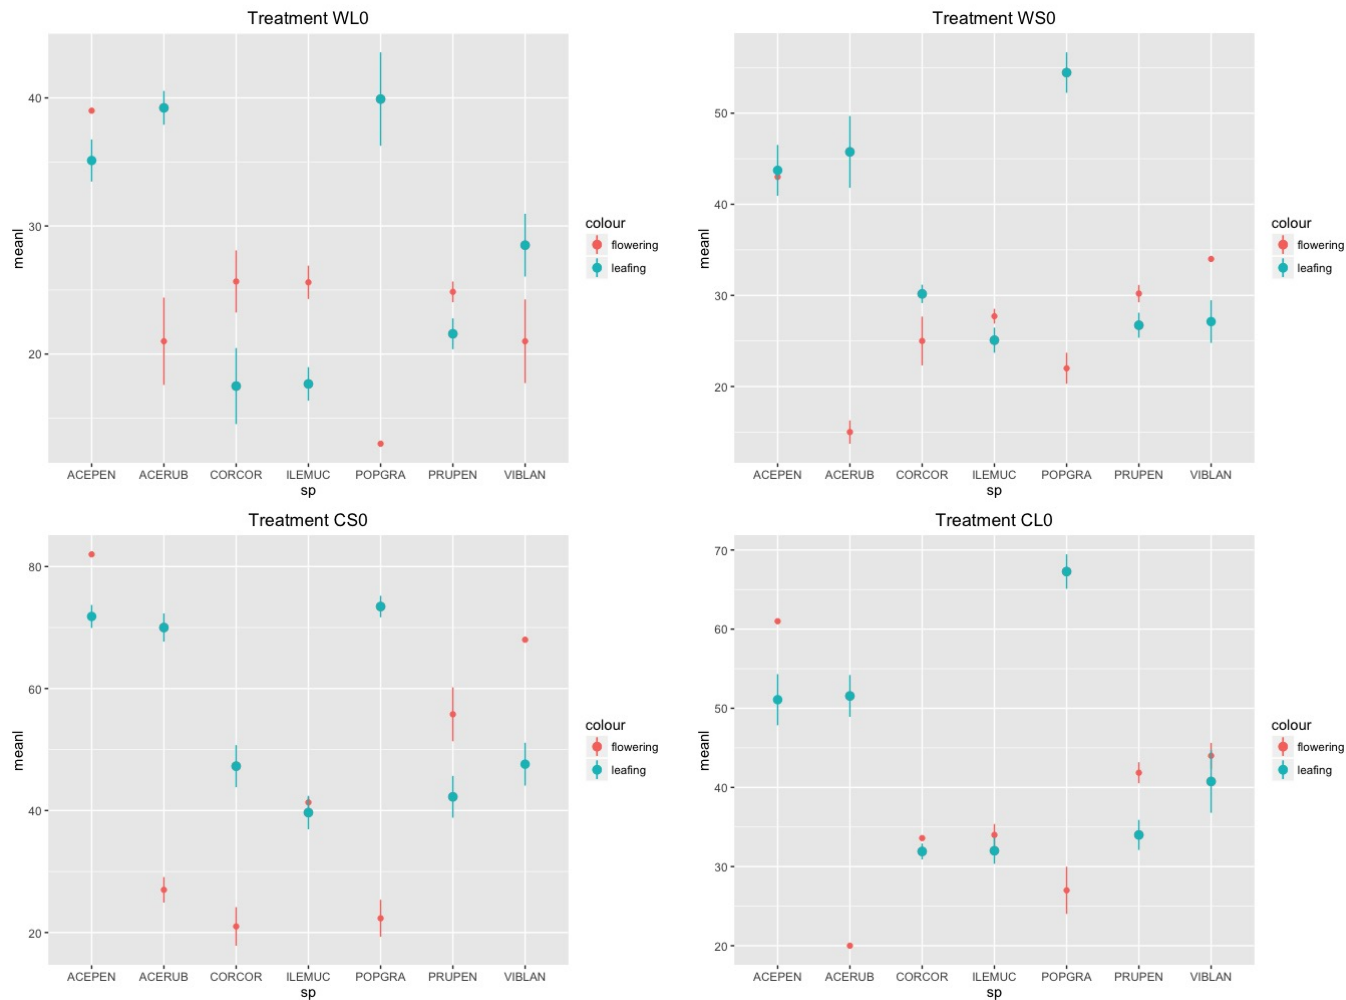 Treatment WL0
meanl
40
30
20
ACEPEN ACERUB CORCOR ILEMUC POPGRA PRUPEN VIBLAN
sp
colour
flowering
leafing
Treatment WS0
meanl
50
40
30
20
ACEPEN ACERUB CORCOR ILEMUC POPGRA PRUPEN VIBLAN
sp
colour
flowering
leafing
Treatment CS0
meanl
80
60
40
20
ACEPEN ACERUB CORCOR ILEMUC POPGRA PRUPEN VIBLAN
sp
colour
flowering
leafing
Treatment CL0
meanl
70
60
50
40
30
20
ACEPEN ACERUB CORCOR ILEMUC POPGRA PRUPEN VIBLAN
sp
colour
flowering
leafing